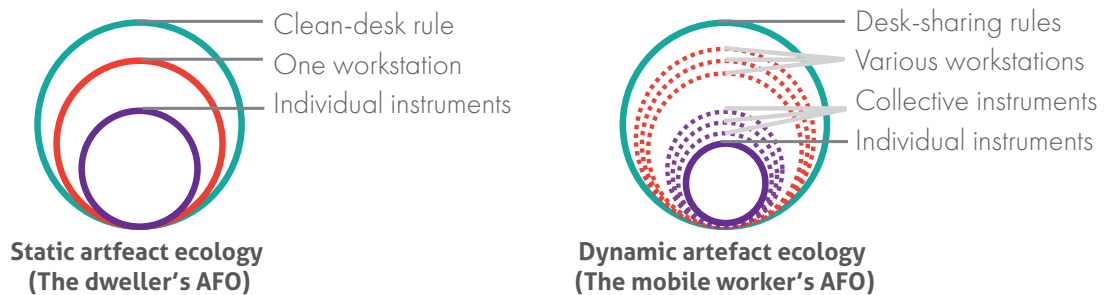 Clean-desk rule
One workstation
Individual instruments
Static artfeact ecology
(The dweller's AFO)
Desk-sharing rules
Various workstations
Collective instruments
Individual instruments
Dynamic artefact ecology
(The mobile worker's AFO)